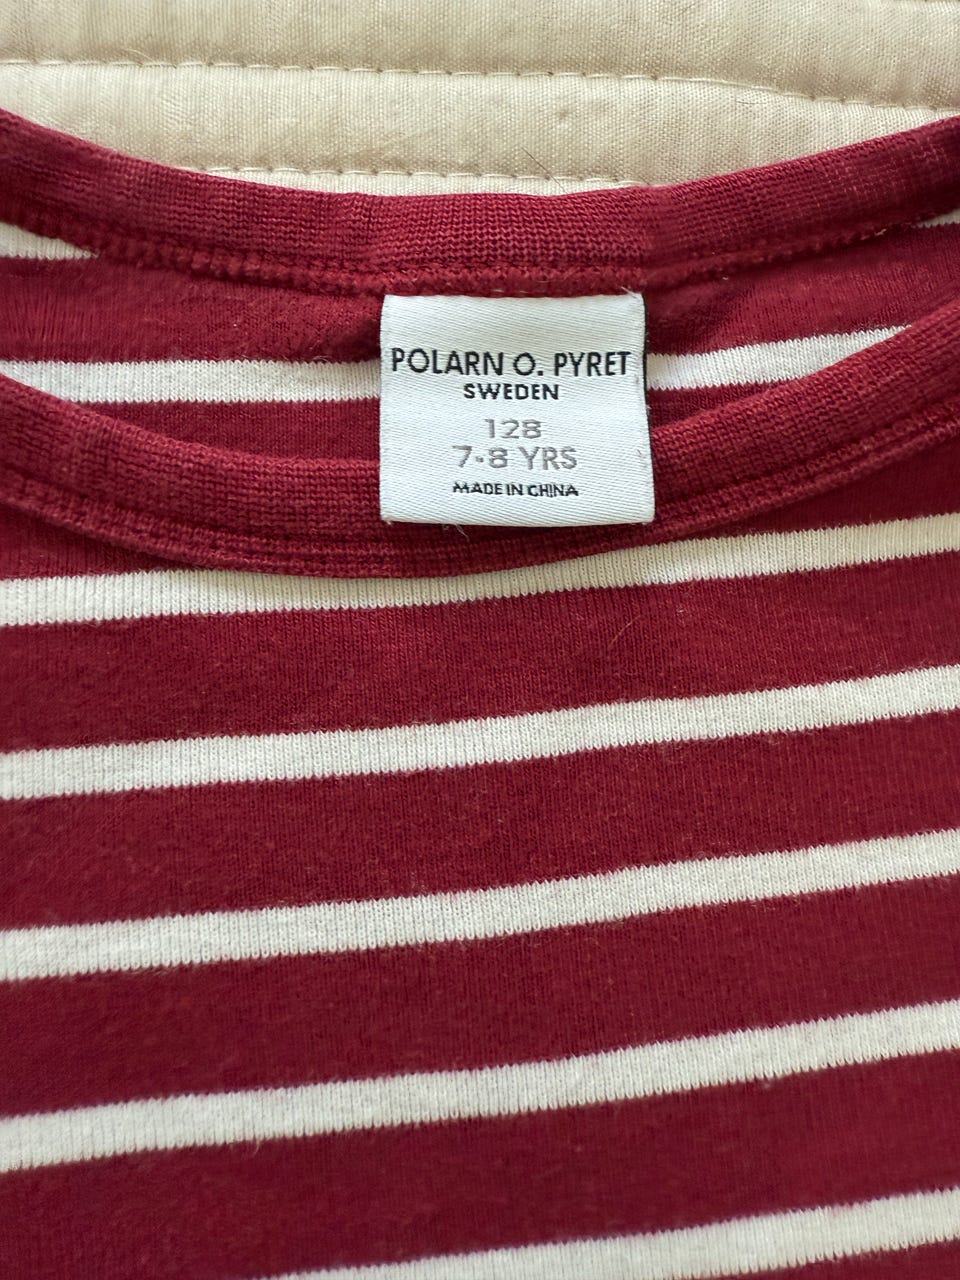 POLARN O. PYRET
SWEDEN
128
7-8 YRS
MADE IN CHINA